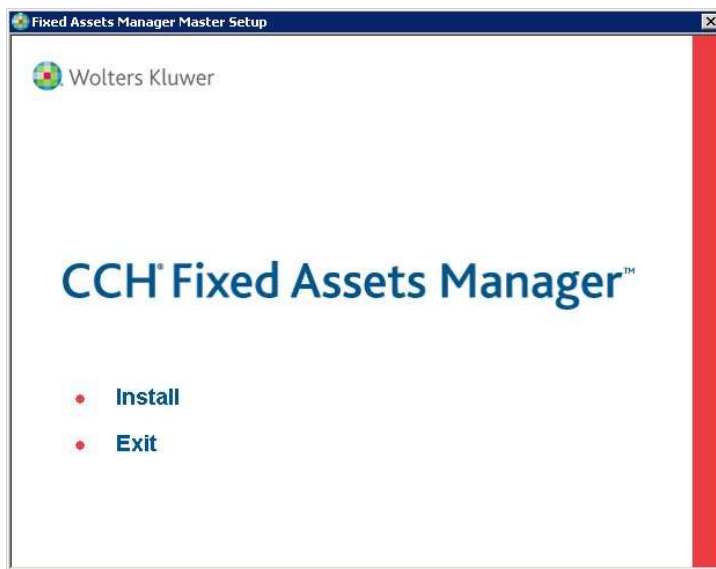 Fixed Assets Manager Master Setup
Wolters Kluwer
CCH® Fixed Assets Manager™
Install
Exit